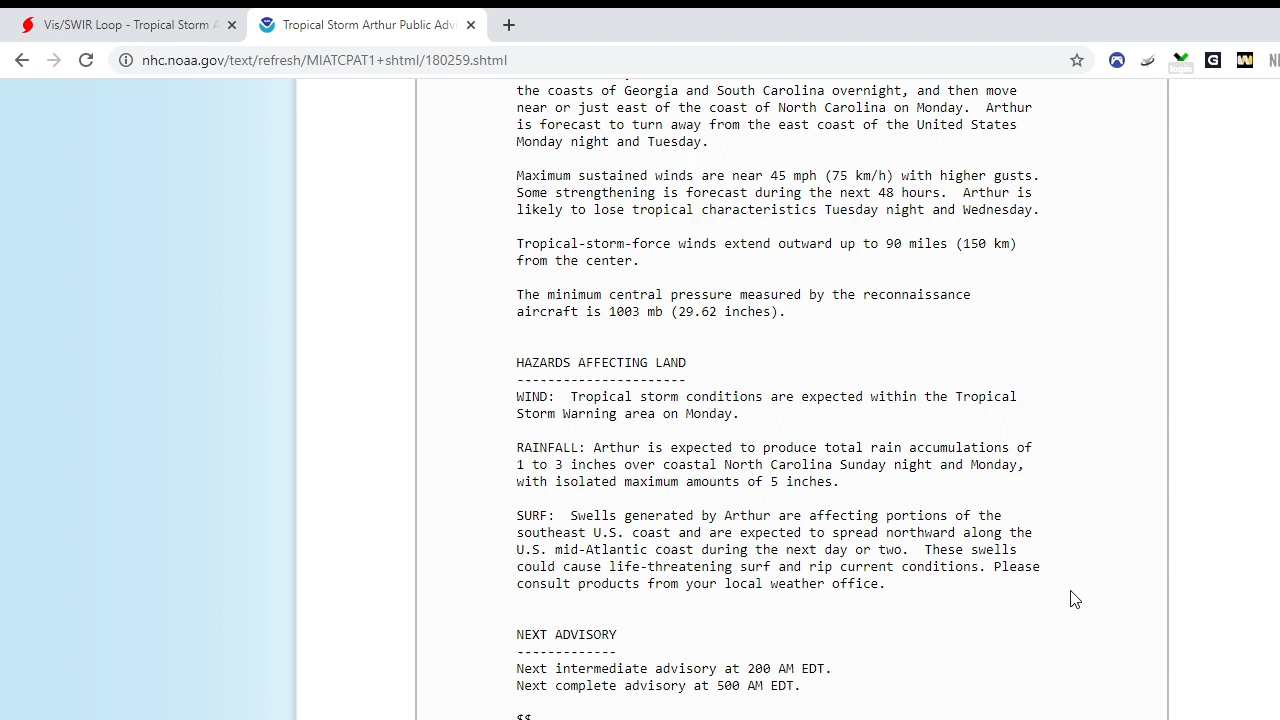 Vis/SWIR Loop - Tropical Storm A
Tropical Storm Arthur Public Advi
nhc.noaa.gov/text/refresh/MIATCPAT1+shtml/180259.shtml
login
G
W
the coasts of Georgia and South Carolina overnight, and then move
near or just east of the coast of North Carolina on Monday.  Arthur
is forecast to turn away from the east coast of the United States
Monday night and Tuesday.
Maximum sustained winds are near 45 mph (75 km/h) with higher gusts.
Some strengthening is forecast during the next 48 hours.  Arthur is
likely to lose tropical characteristics Tuesday night and Wednesday.
Tropical-storm-force winds extend outward up to 90 miles (150 km)
from the center.
The minimum central pressure measured by the reconnaissance
aircraft is 1003 mb (29.62 inches).
HAZARDS AFFECTING LAND
----------------------
WIND:  Tropical storm conditions are expected within the Tropical
Storm Warning area on Monday.
RAINFALL: Arthur is expected to produce total rain accumulations of
1 to 3 inches over coastal North Carolina Sunday night and Monday,
with isolated maximum amounts of 5 inches.
SURF:  Swells generated by Arthur are affecting portions of the
southeast U.S. coast and are expected to spread northward along the
U.S. mid-Atlantic coast during the next day or two.  These swells
could cause life-threatening surf and rip current conditions. Please
consult products from your local weather office.
NEXT ADVISORY
-------------
Next intermediate advisory at 200 AM EDT.
Next complete advisory at 500 AM EDT.
$$